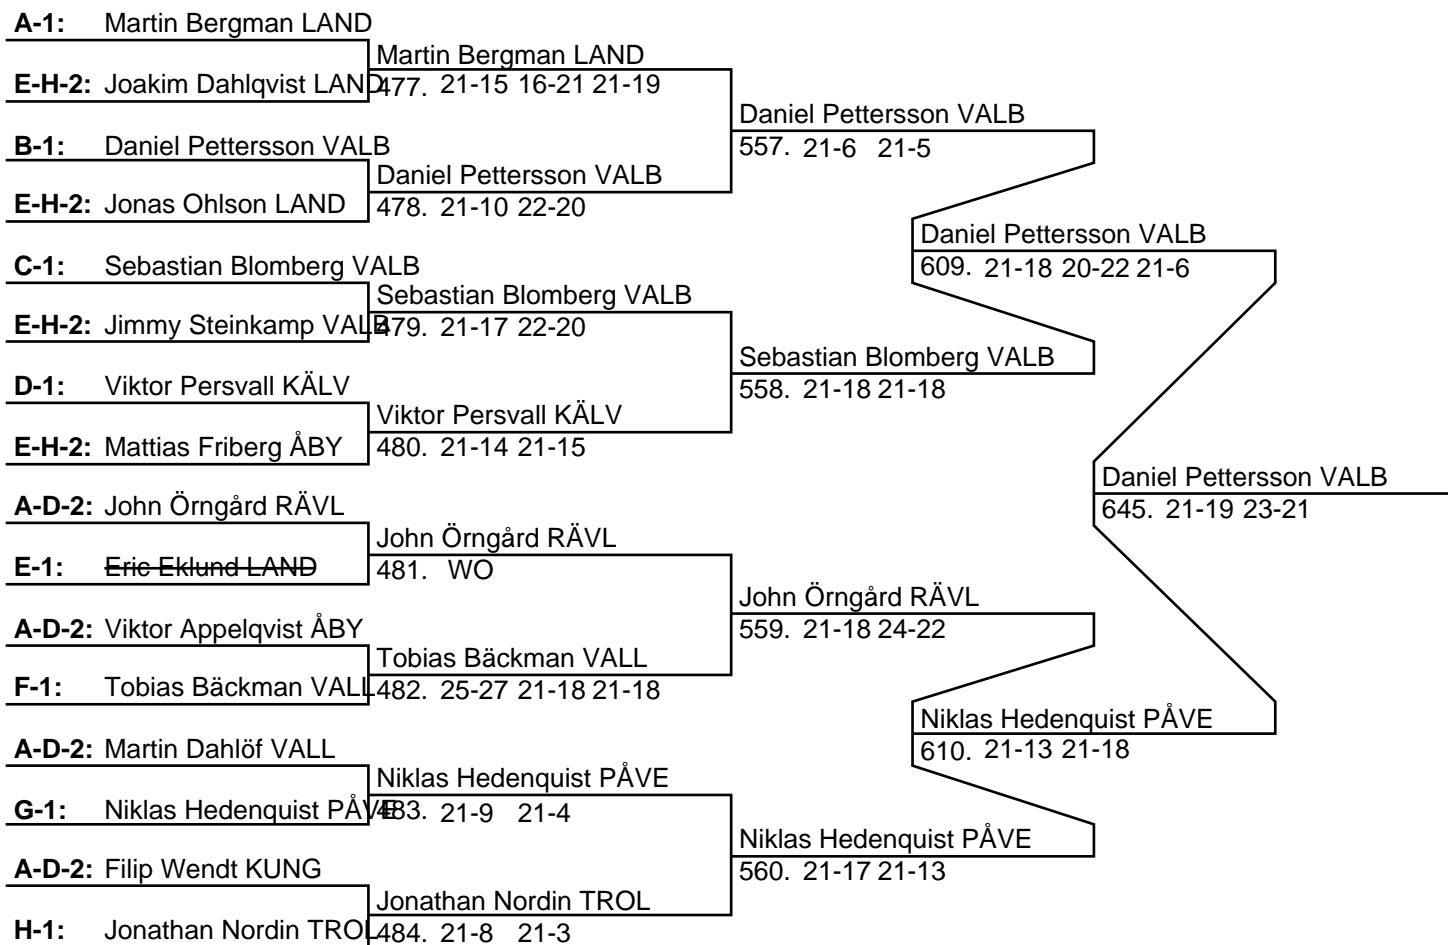 A-1: Martin Bergman LAND
Martin Bergman LAND
E-H-2: Joakim Dahlqvist LAND
477. 21-15 16-21 21-19
Daniel Pettersson VALB
557. 21-6 21-5
B-1: Daniel Pettersson VALB
Daniel Pettersson VALB
E-H-2: Jonas Ohlson LAND
478. 21-10 22-20
Daniel Pettersson VALB
609. 21-18 20-22 21-6
C-1: Sebastian Blomberg VALB
Sebastian Blomberg VALB
E-H-2: Jimmy Steinkamp VALB
479. 21-17 22-20
Sebastian Blomberg VALB
558. 21-18 21-18
D-1: Viktor Persvall KÄLV
Viktor Persvall KÄLV
E-H-2: Mattias Friberg ÅBY
480. 21-14 21-15
Daniel Pettersson VALB
645. 21-19 23-21
A-D-2: John Örngård RÄVL
John Örngård RÄVL
E-1: Eric Eklund LAND
481. WO
John Örngård RÄVL
559. 21-18 24-22
A-D-2: Viktor Appelqvist ÅBY
Tobias Bäckman VALL
F-1: Tobias Bäckman VALL
482. 25-27 21-18 21-18
Niklas Hedenquist PÅVE
610. 21-13 21-18
A-D-2: Martin Dahlöf VALL
Niklas Hedenquist PÅVE
G-1: Niklas Hedenquist PÅVE
483. 21-9 21-4
Niklas Hedenquist PÅVE
560. 21-17 21-13
A-D-2: Filip Wendt KUNG
Jonathan Nordin TROL
H-1: Jonathan Nordin TROL
484. 21-8 21-3